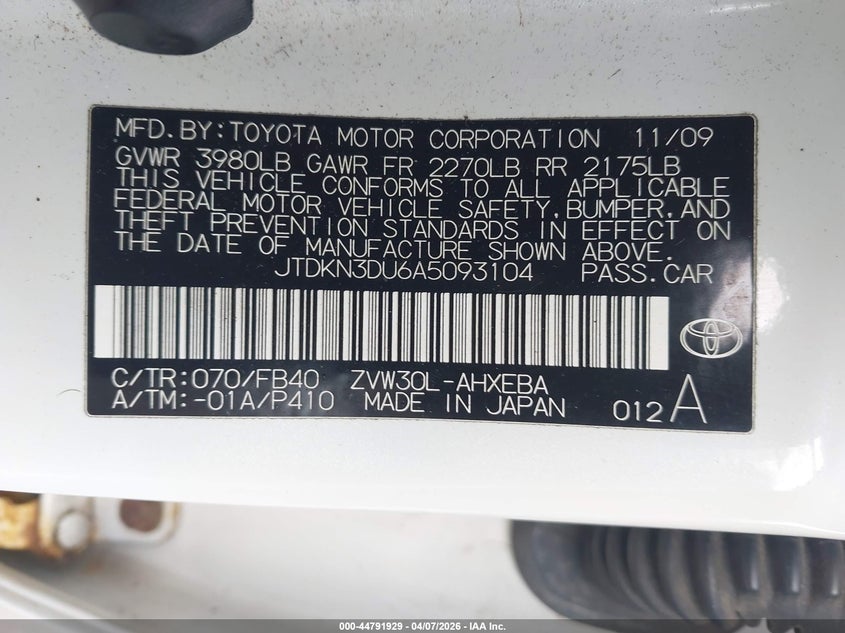 MFD.BY:TOYOTA MOTOR CORPORATION 11/09
GVWR 3980LB GAWR FR 2270LB RR 2175LB
THIS VEHICLE CONFORMS TO ALL APPLICABLE
FEDERAL MOTOR VEHICLE SAFETY,BUMPER,AND
THEFT PREVENTION STANDARDS IN EFFECT ON
THE DATE OF MANUFACTURE SHOWN ABOVE.
JTDKN3DU6A5093104 PASS.CAR
C/TR:070/FB40 ZVW30L-AHXEBA
A/TM:-01A/P410 MADE IN JAPAN 012 A
000-44791929 - 04/07/2026 - IAA Inc.